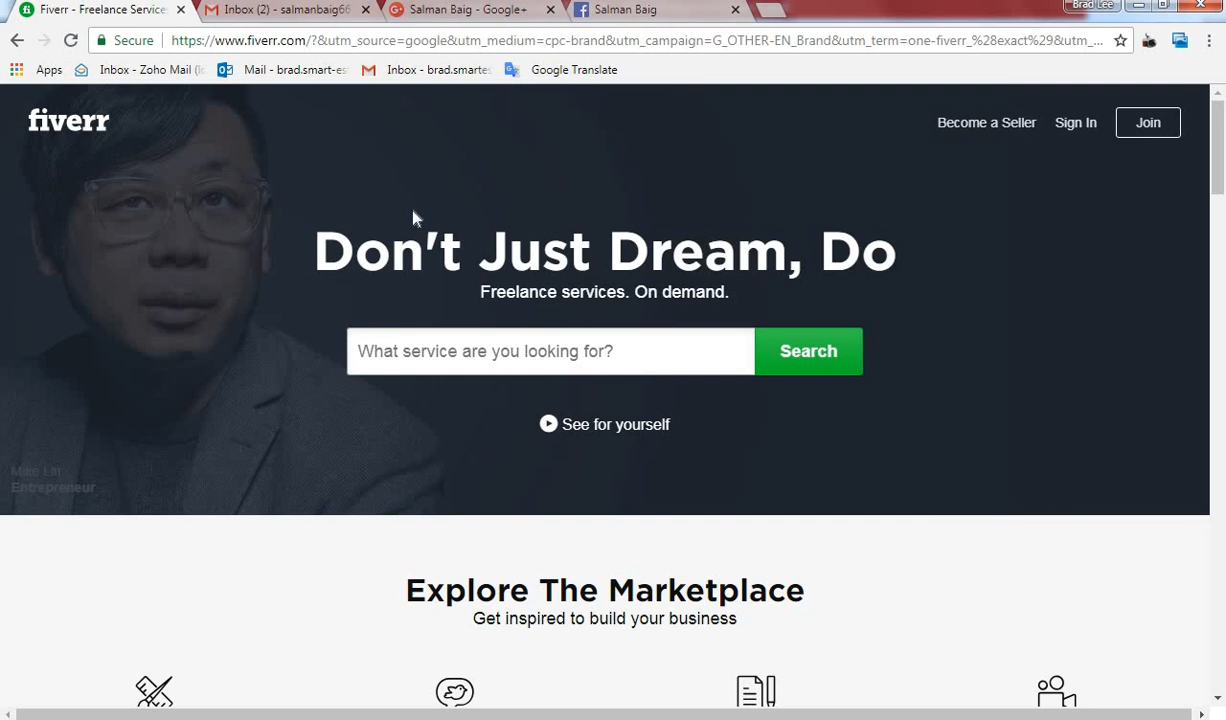 Brad Lee
Fiverr - Freelance Service
Inbox (2) - salmanbaig66
Salman Baig - Google+
Salman Baig
Secure
https://www.fiverr.com/?&utm_source=google&utm_medium=cpc-brand&utm_campaign=G_OTHER-EN_Brand&utm_term=one-fiverr_%28exact%29&utm_...
Apps
Inbox - Zoho Mail (ic
Mail - brad.smart-es
Inbox - brad.smartes
Google Translate
fiverr
Become a Seller
Sign In
Join
Don't Just Dream, Do
Freelance services. On demand.
What service are you looking for?
Search
See for yourself
Mike Lin
Entrepreneur
Explore The Marketplace
Get inspired to build your business